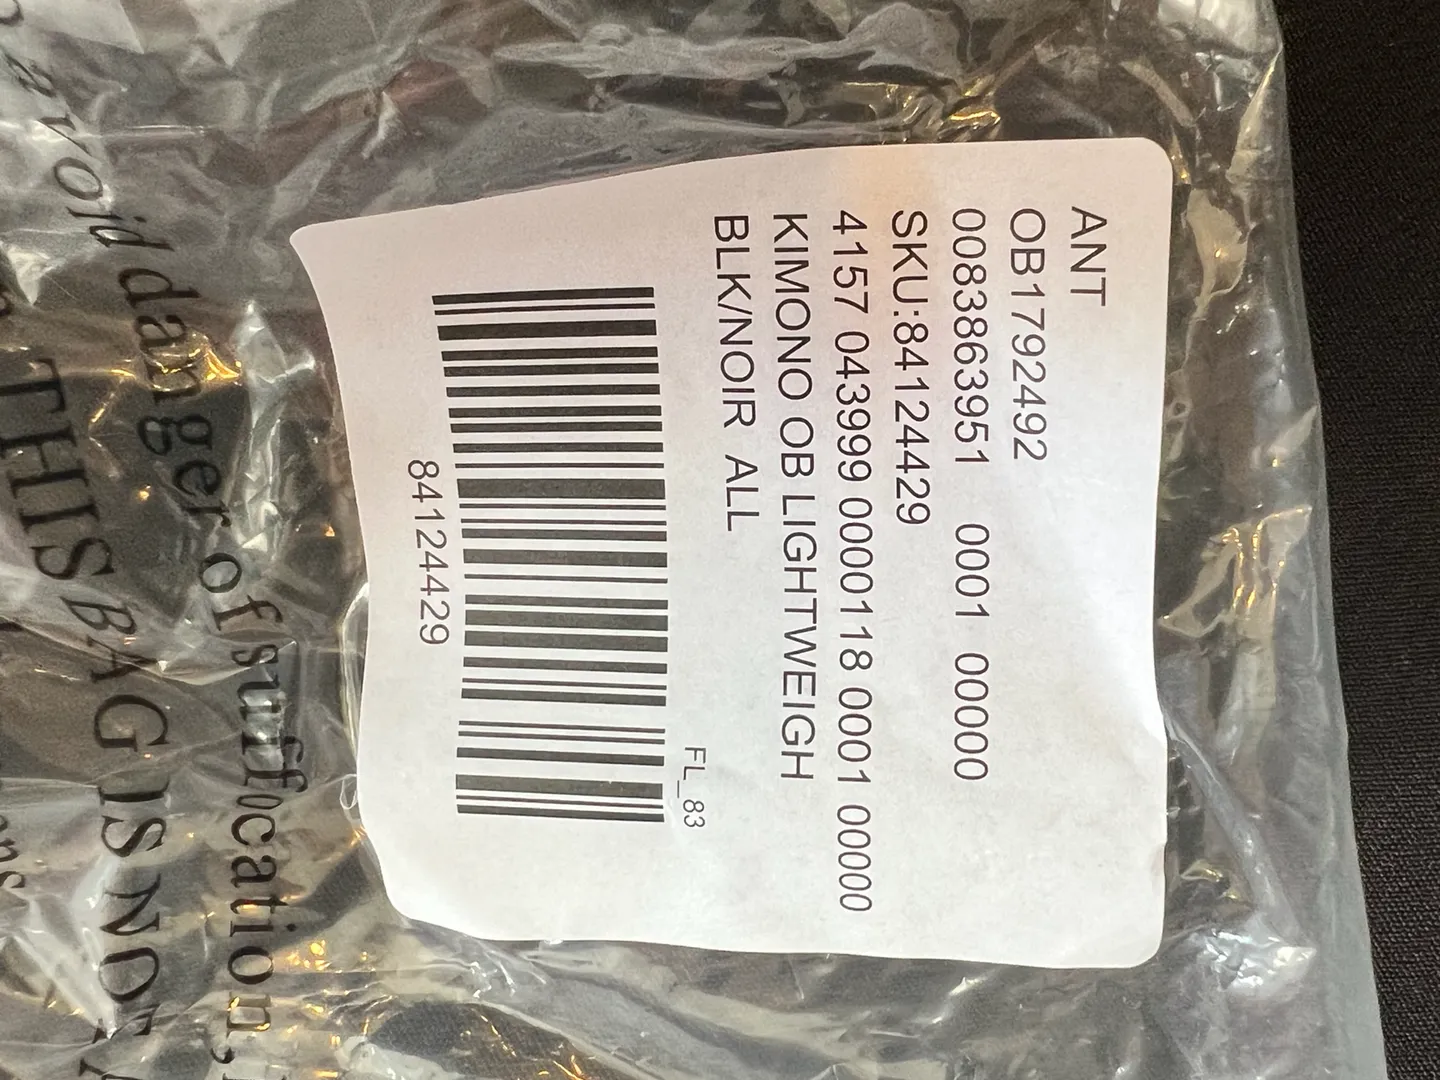 ANT
OB1792492
0083863951 0001 00000
SKU:84124429
4157 043999 0000118 0001 00000
KIMONO OB LIGHTWEIGH
BLK/NOIR ALL
FL_83
84124429
avoid danger of suffocation,
THIS BAG IS NOT A